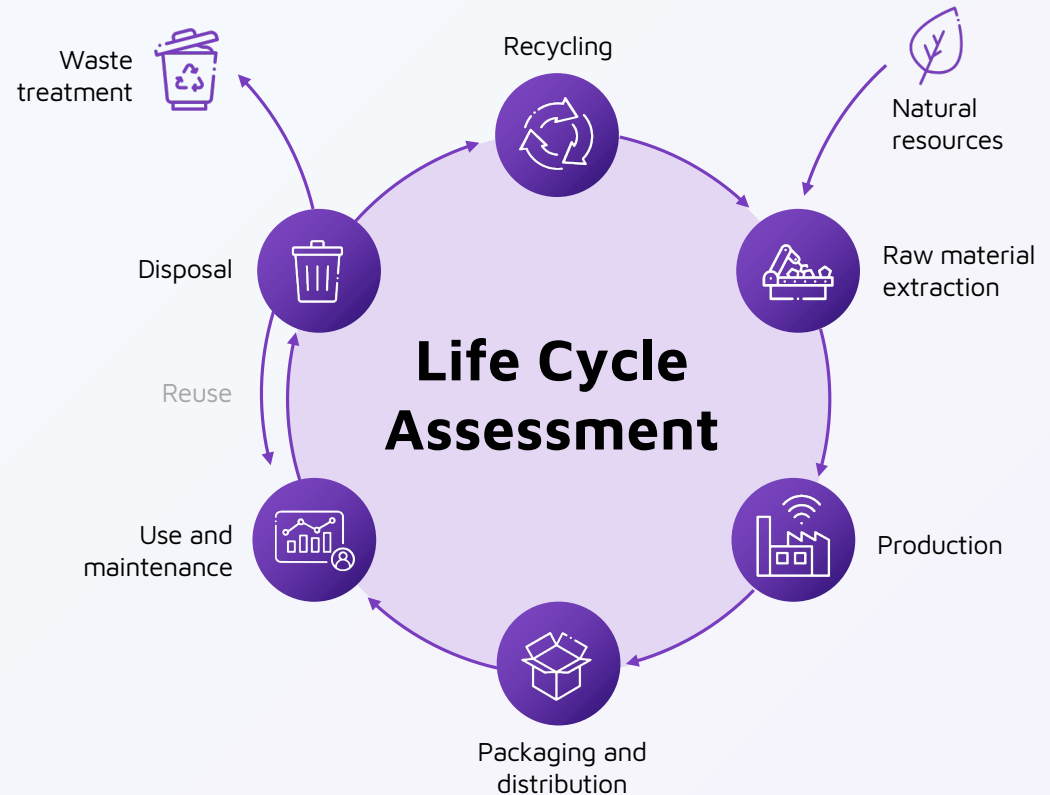 Recycling
Waste
treatment
Natural
resources
Disposal
Raw material
extraction
Life Cycle
Assessment
Reuse
Use and
maintenance
Production
Packaging and
distribution